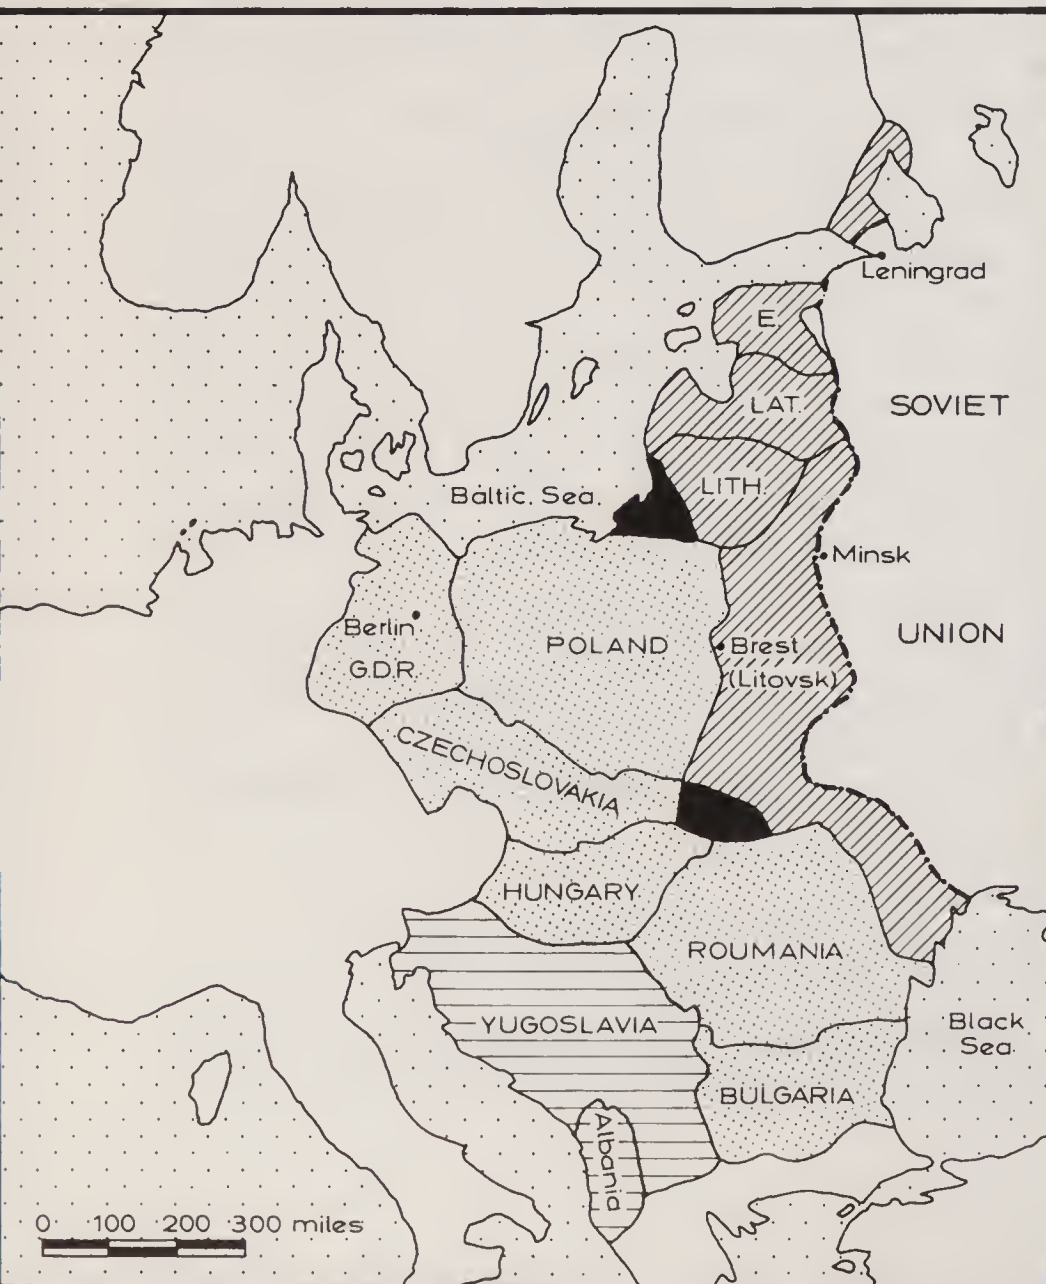 Leningrad
E.
SOVIET
LAT.
LITH.
Baltic. Sea.
Minsk
UNION
Berlin
G.D.R.
POLAND
Brest
(Litovsk)
CZECHOSLOVAKIA
HUNGARY
ROUMANIA
YUGOSLAVIA
Black
Sea
BULGARIA
Albania
0 100 200 300 miles